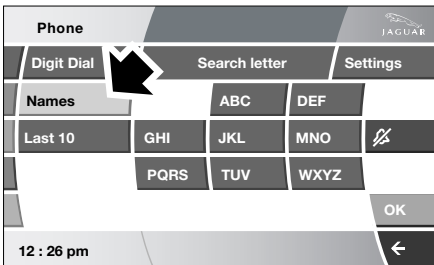 Phone JAGUAR
Digit Dial Search letter Settings
Names ABC DEF
Last 10 GHI JKL MNO
PQRS TUV WXYZ
OK
12 : 26 pm